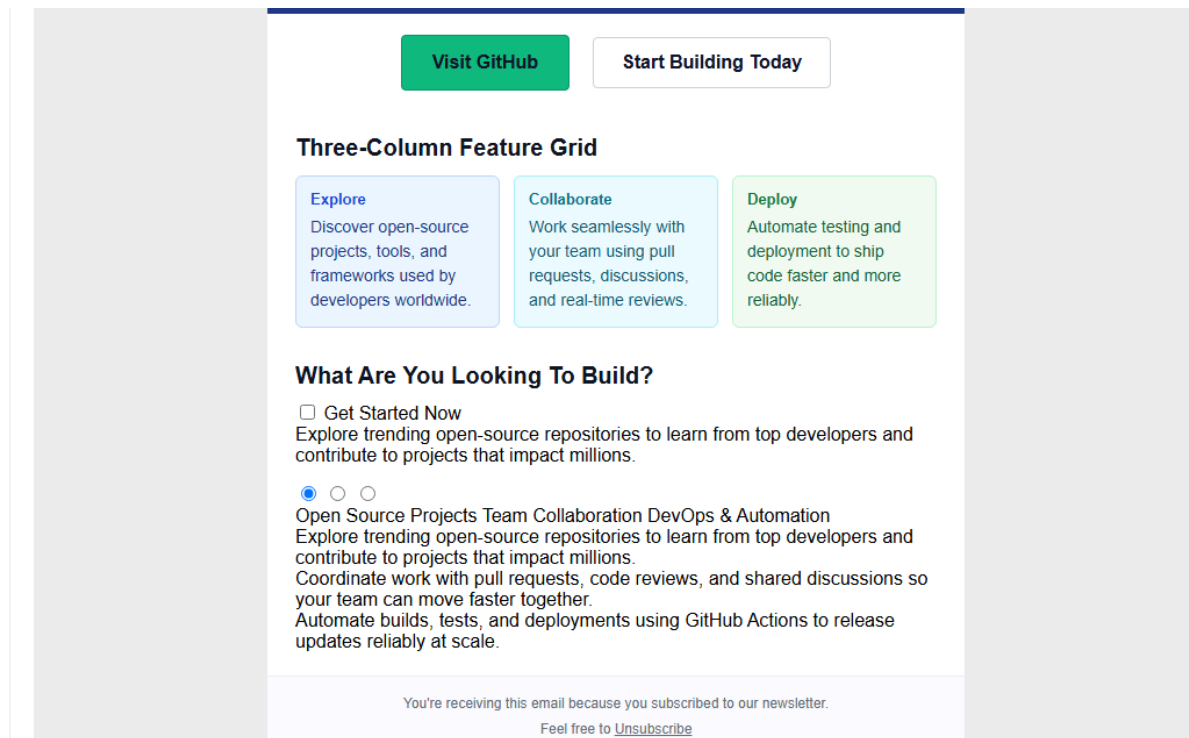 Visit GitHub
Start Building Today
Three-Column Feature Grid
Explore
Discover open-source
projects, tools, and
frameworks used by
developers worldwide.
Collaborate
Work seamlessly with
your team using pull
requests, discussions,
and real-time reviews.
Deploy
Automate testing and
deployment to ship
code faster and more
reliably.
What Are You Looking To Build?
Get Started Now
Explore trending open-source repositories to learn from top developers and
contribute to projects that impact millions.
Open Source Projects Team Collaboration DevOps & Automation
Explore trending open-source repositories to learn from top developers and
contribute to projects that impact millions.
Coordinate work with pull requests, code reviews, and shared discussions so
your team can move faster together.
Automate builds, tests, and deployments using GitHub Actions to release
updates reliably at scale.
You're receiving this email because you subscribed to our newsletter.
Feel free to Unsubscribe